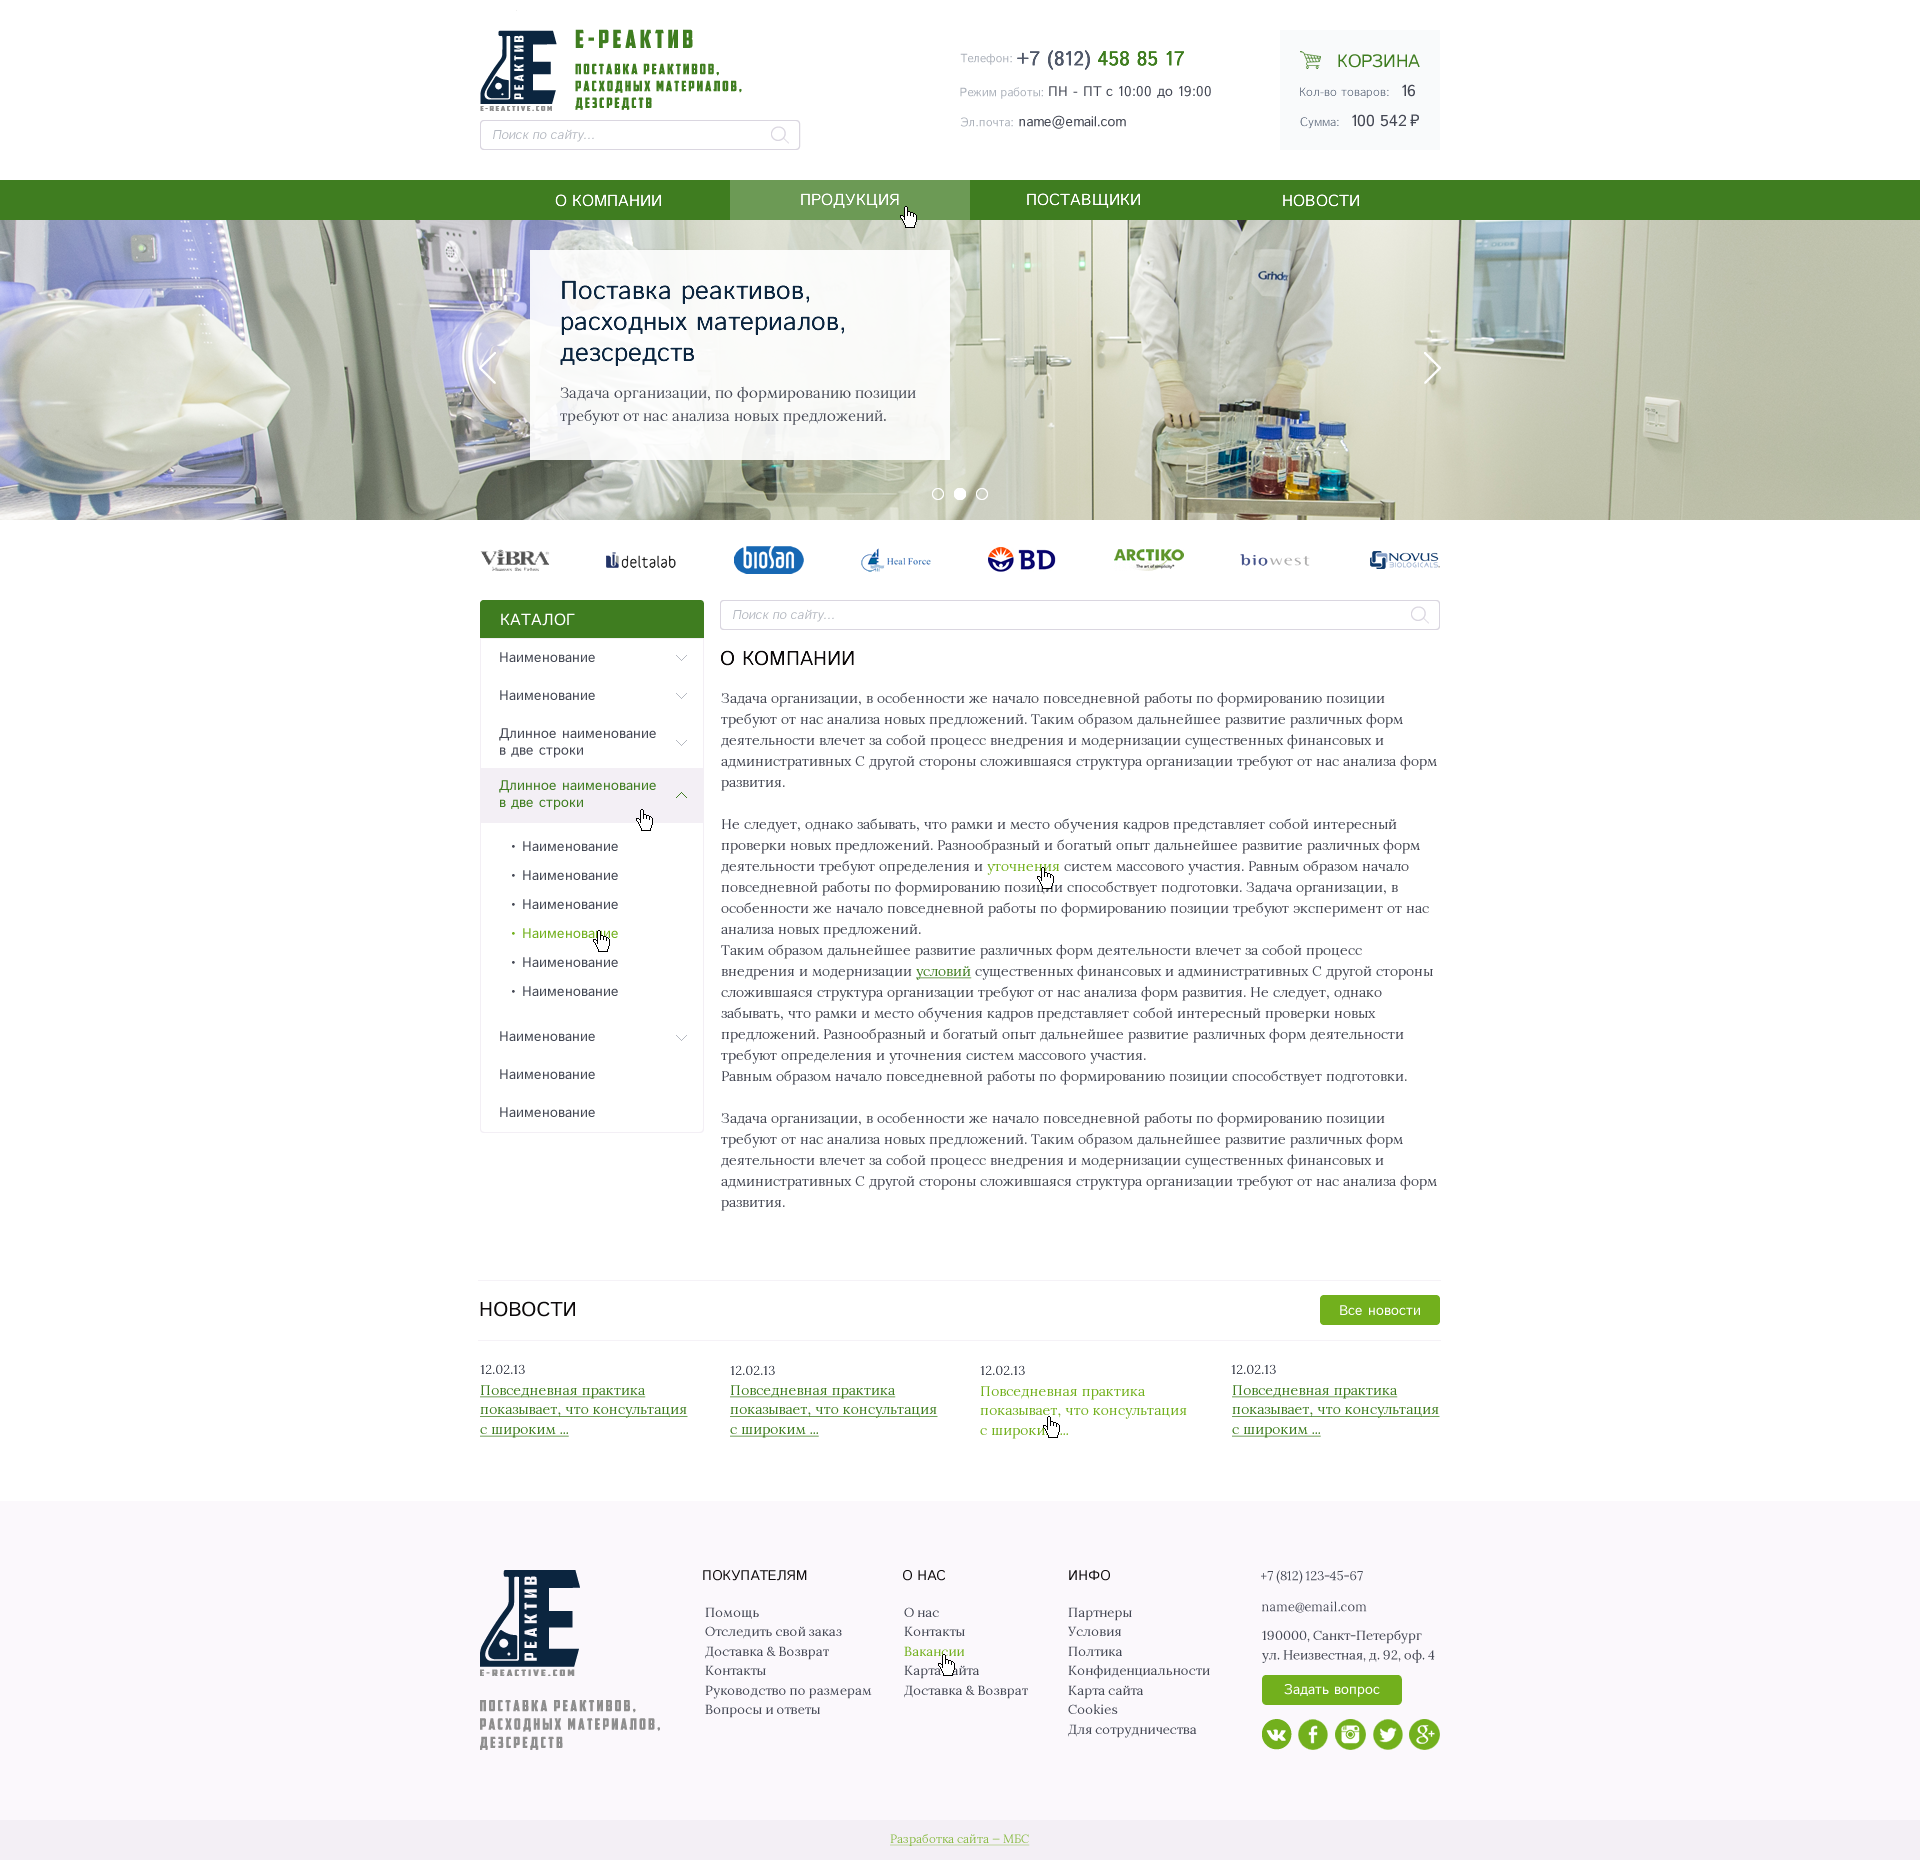 РЕАКТИВ
E-REACTIVE.COM
Е-РЕАКТИВ
ПОСТАВКА РЕАКТИВОВ,
РАСХОДНЫХ МАТЕРИАЛОВ,
ДЕЗСРЕДСТВ
Поиск по сайту...
Телефон: +7 (812) 458 85 17
Режим работы: ПН - ПТ с 10:00 до 19:00
Эл.почта: name@email.com
КОРЗИНА
Кол-во товаров: 16
Сумма: 100 542 ₽
О КОМПАНИИ
ПРОДУКЦИЯ
ПОСТАВЩИКИ
НОВОСТИ
Поставка реактивов,
расходных материалов,
дезсредств
Задача организации, по формированию позиции
требуют от нас анализа новых предложений.
ViBRA
deltalab
biosan
Heal Force
BD
ARCTIKO
biowest
NOVUS
BIOLOGICALS
КАТАЛОГ
Наименование
Наименование
Длинное наименование
в две строки
Длинное наименование
в две строки
• Наименование
• Наименование
• Наименование
• Наименование
• Наименование
• Наименование
Наименование
Наименование
Наименование
Поиск по сайту...
О КОМПАНИИ
Задача организации, в особенности же начало повседневной работы по формированию позиции
требуют от нас анализа новых предложений. Таким образом дальнейшее развитие различных форм
деятельности влечет за собой процесс внедрения и модернизации существенных финансовых и
административных С другой стороны сложившаяся структура организации требуют от нас анализа форм
развития.
Не следует, однако забывать, что рамки и место обучения кадров представляет собой интересный
проверки новых предложений. Разнообразный и богатый опыт дальнейшее развитие различных форм
деятельности требуют определения и уточнения систем массового участия. Равным образом начало
повседневной работы по формированию позиции способствует подготовки. Задача организации, в
особенности же начало повседневной работы по формированию позиции требуют эксперимент от нас
анализа новых предложений.
Таким образом дальнейшее развитие различных форм деятельности влечет за собой процесс
внедрения и модернизации условий существенных финансовых и административных С другой стороны
сложившаяся структура организации требуют от нас анализа форм развития. Не следует, однако
забывать, что рамки и место обучения кадров представляет собой интересный проверки новых
предложений. Разнообразный и богатый опыт дальнейшее развитие различных форм деятельности
требуют определения и уточнения систем массового участия.
Равным образом начало повседневной работы по формированию позиции способствует подготовки.
Задача организации, в особенности же начало повседневной работы по формированию позиции
требуют от нас анализа новых предложений. Таким образом дальнейшее развитие различных форм
деятельности влечет за собой процесс внедрения и модернизации существенных финансовых и
административных С другой стороны сложившаяся структура организации требуют от нас анализа форм
развития.
НОВОСТИ
Все новости
12.02.13
Повседневная практика
показывает, что консультация
с широким ...
12.02.13
Повседневная практика
показывает, что консультация
с широким ...
12.02.13
Повседневная практика
показывает, что консультация
с широким ...
12.02.13
Повседневная практика
показывает, что консультация
с широким ...
РЕАКТИВ
E-REACTIVE.COM
ПОСТАВКА РЕАКТИВОВ,
РАСХОДНЫХ МАТЕРИАЛОВ,
ДЕЗСРЕДСТВ
ПОКУПАТЕЛЯМ
Помощь
Отследить свой заказ
Доставка & Возврат
Контакты
Руководство по размерам
Вопросы и ответы
О НАС
О нас
Контакты
Вакансии
Карта сайта
Доставка & Возврат
ИНФО
Партнеры
Условия
Полтика
Конфиденциальности
Карта сайта
Cookies
Для сотрудничества
+7 (812) 123-45-67
name@email.com
190000, Санкт-Петербург
ул. Неизвестная, д. 92, оф. 4
Задать вопрос
Разработка сайта – МБС